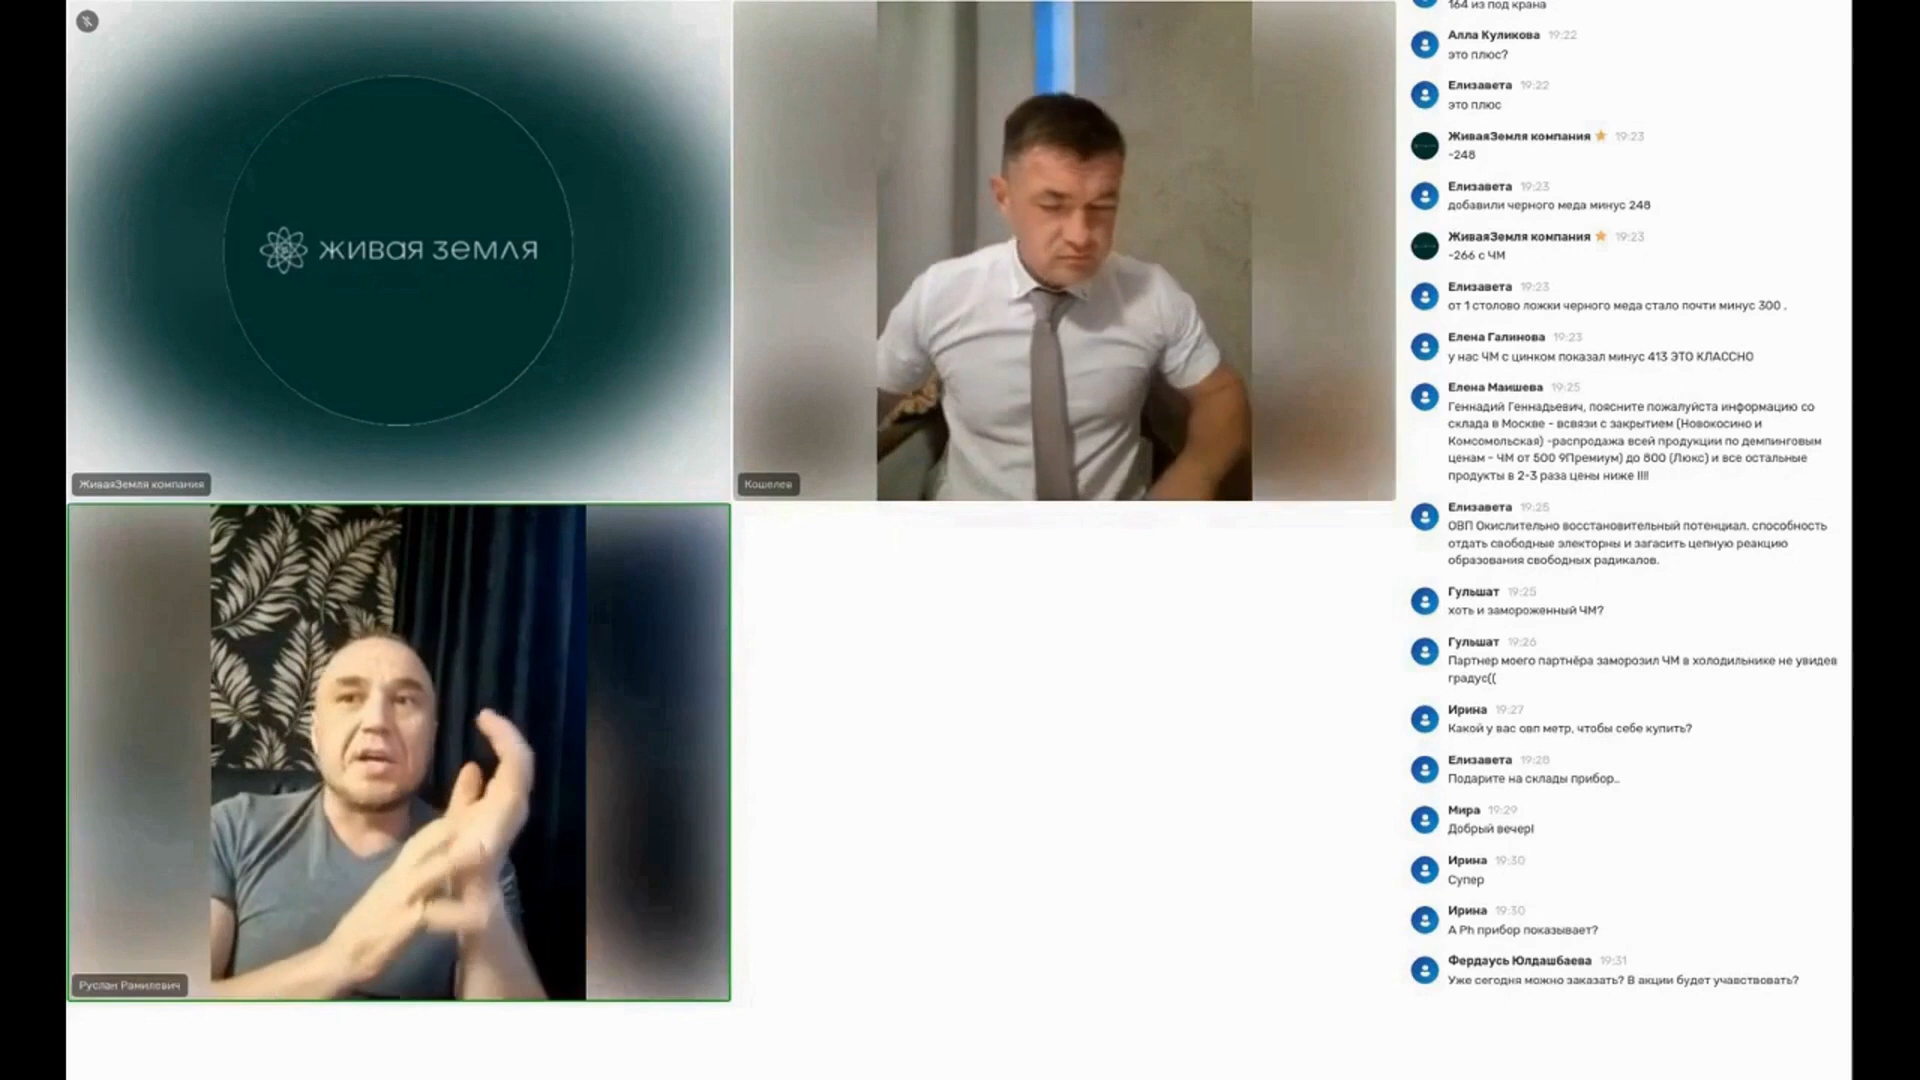 живая земля
ЖиваяЗемля компания
Кошелев
Руслан Рамилевич
164 из под крана
Алла Куликова 19:22
это плюс?
Елизавета 19:22
это плюс
ЖиваяЗемля компания 19:23
-248
Елизавета 19:23
добавили черного меда минус 248
ЖиваяЗемля компания 19:23
-266 с ЧМ
Елизавета 19:23
от 1 столово ложки черного меда стало почти минус 300 .
Елена Галинова 19:23
у нас ЧМ с цинком показал минус 413 ЭТО КЛАССНО
Елена Маишева 19:25
Геннадий Геннадьевич, поясните пожалуйста информацию со
склада в Москве - всвязи с закрытием (Новокосино и
Комсомольская) -распродажа всей продукции по демпинговым
ценам - ЧМ от 500 9Премиум) до 800 (Люкс) и все остальные
продукты в 2-3 раза цены ниже !!!!
Елизавета 19:25
ОВП Окислительно восстановительный потенциал. способность
отдать свободные электорны и загасить цепную реакцию
образования свободных радикалов.
Гульшат 19:25
хоть и замороженный ЧМ?
Гульшат 19:26
Партнер моего партнёра заморозил ЧМ в холодильнике не увидев
градус((
Ирина 19:27
Какой у вас овп метр, чтобы себе купить?
Елизавета 19:28
Подарите на склады прибор..
Мира 19:29
Добрый вечер!
Ирина 19:30
Супер
Ирина 19:30
А Ph прибор показывает?
Фердаусь Юлдашбаева 19:31
Уже сегодня можно заказать? В акции будет учавствовать?